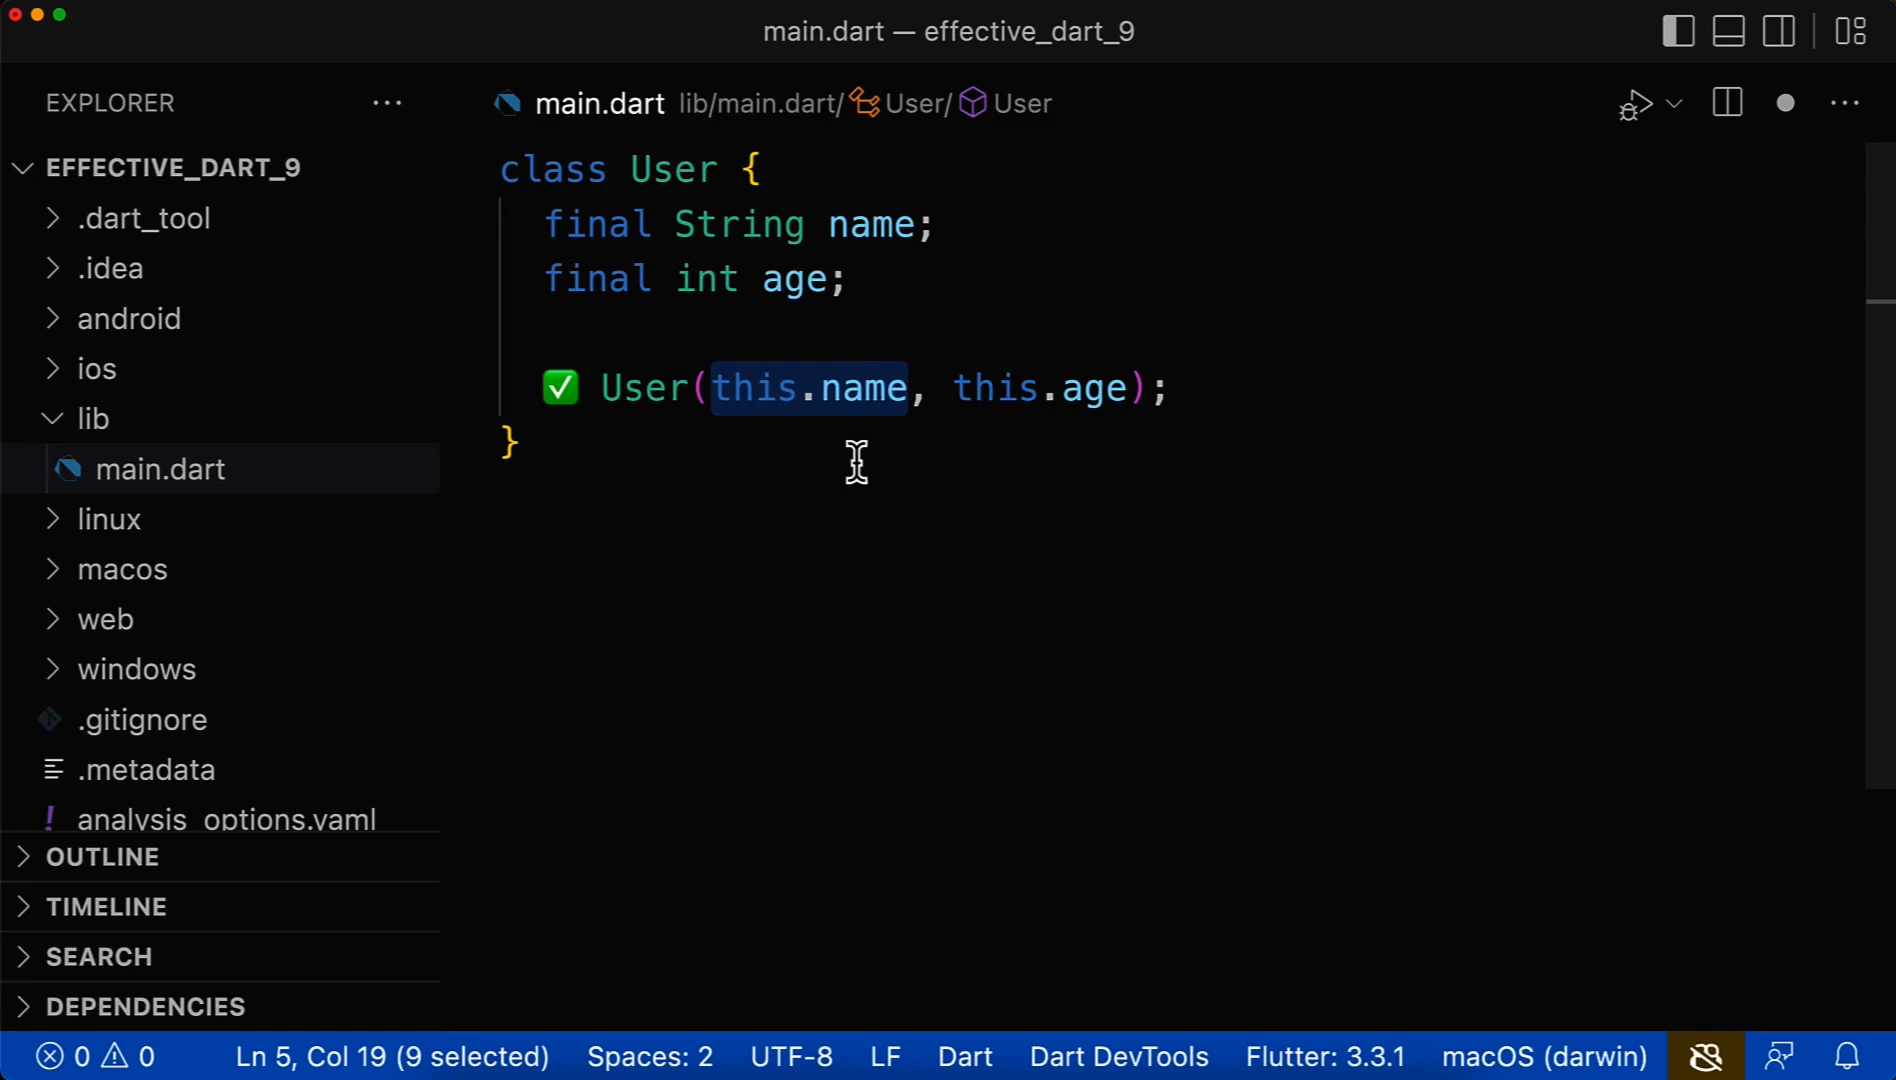 main.dart — effective_dart_9
EXPLORER
EFFECTIVE_DART_9
.dart_tool
.idea
android
ios
lib
main.dart
linux
macos
web
windows
.gitignore
.metadata
analysis_options.yaml
OUTLINE
TIMELINE
SEARCH
DEPENDENCIES
main.dart lib/main.dart/ User/ User
class User {
final String name;
final int age;
✅ User(this.name, this.age);
}
0 0 Ln 5, Col 19 (9 selected) Spaces: 2 UTF-8 LF Dart Dart DevTools Flutter: 3.3.1 macOS (darwin)